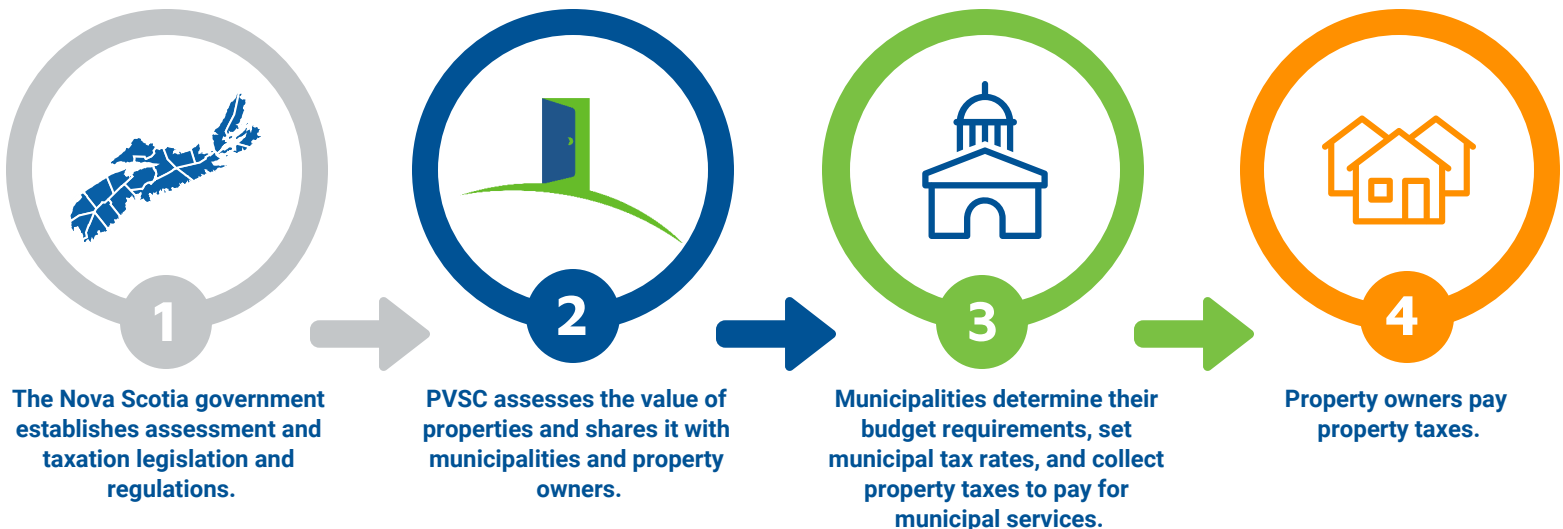 1
The Nova Scotia government
establishes assessment and
taxation legislation and
regulations.
2
PVSC assesses the value of
properties and shares it with
municipalities and property
owners.
3
Municipalities determine their
budget requirements, set
municipal tax rates, and collect
property taxes to pay for
municipal services.
4
Property owners pay
property taxes.